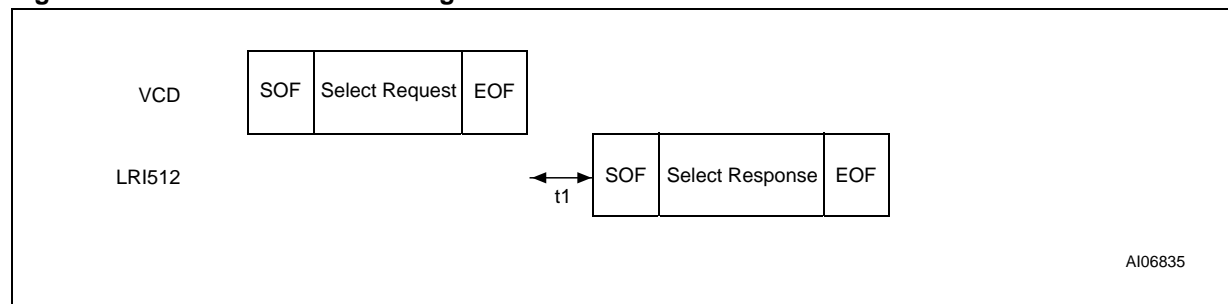 VCD SOF Select Request EOF
LRI512 SOF Select Response EOF
t1
AI06835